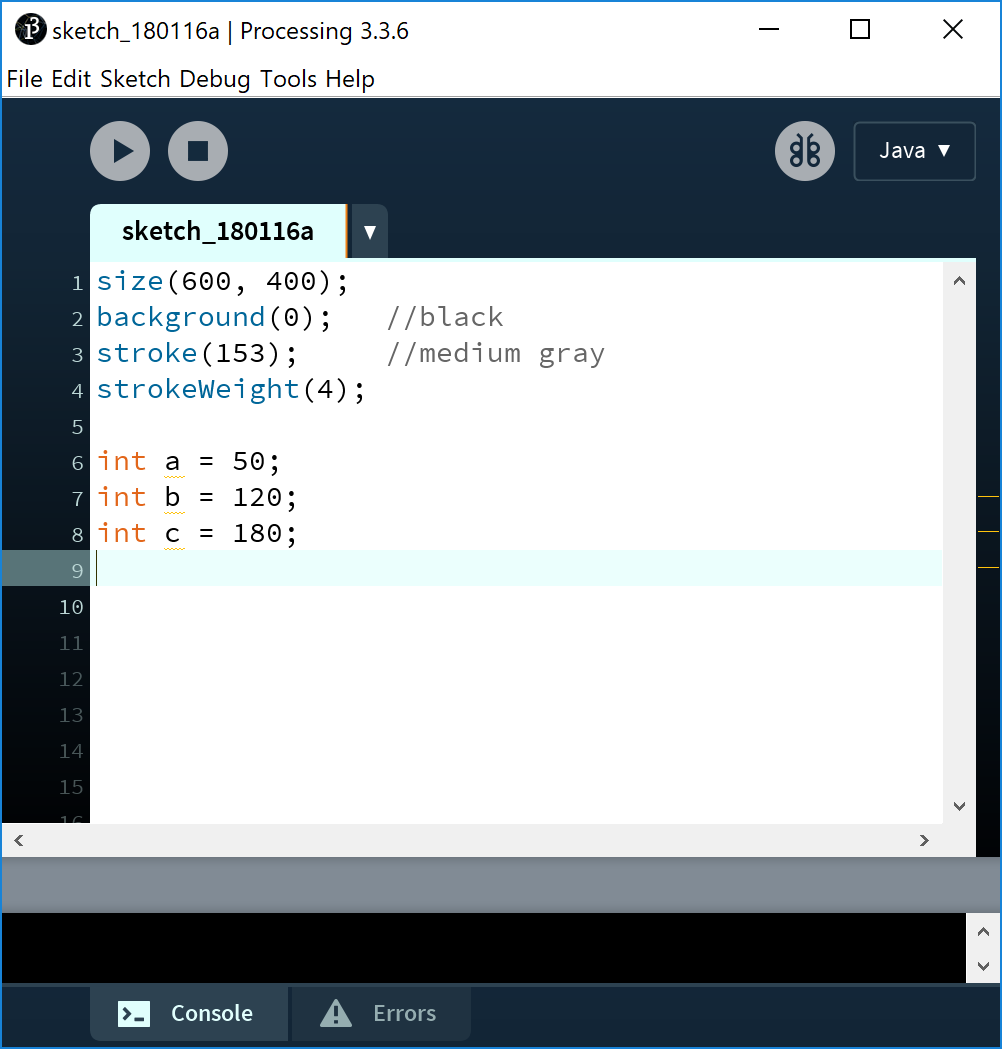 sketch_180116a | Processing 3.3.6
File Edit Sketch Debug Tools Help
Java ▼
sketch_180116a ▼
1 size(600, 400);
2 background(0);   //black
3 stroke(153);     //medium gray
4 strokeWeight(4);
5
6 int a = 50;
7 int b = 120;
8 int c = 180;
9
10
11
12
13
14
15
16
Console Errors